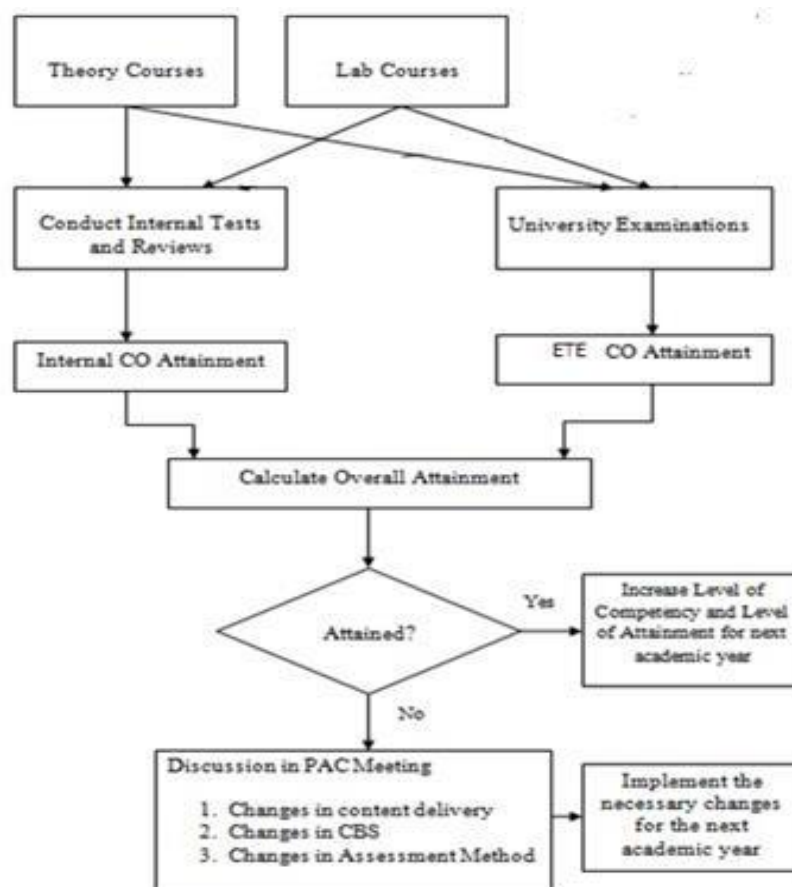 Theory Courses
Lab Courses
Conduct Internal Tests
and Reviews
University Examinations
Internal CO Attainment
ETE CO Attainment
Calculate Overall Attainment
Attained?
Yes
Increase Level of
Competency and Level
of Attainment for next
academic year
No
Discussion in PAC Meeting
1. Changes in content delivery
2. Changes in CBS
3. Changes in Assessment Method
Implement the
necessary changes
for the next
academic year